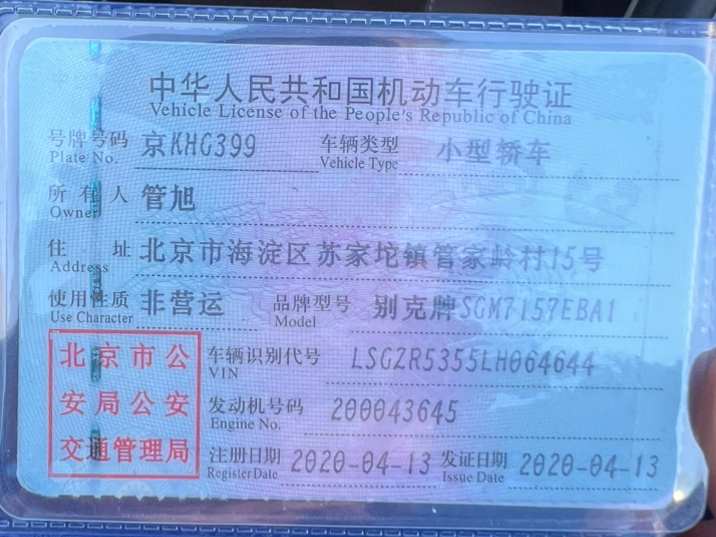 中华人民共和国机动车行驶证
Vehicle License of the People's Republic of China
号牌号码 京KHG399 车辆类型 小型轿车
Plate No. Vehicle Type
所有人 管旭
Owner
住址 北京市海淀区苏家坨镇管家岭村15号
Address
使用性质 非营运 品牌型号 别克牌SGM7157EBA1
Use Character Model
北京市公 车辆识别代号 LSGZR5355LH064644
VIN
安局公安 发动机号码 200043645
Engine No.
交通管理局 注册日期 2020-04-13 发证日期 2020-04-13
Register Date Issue Date